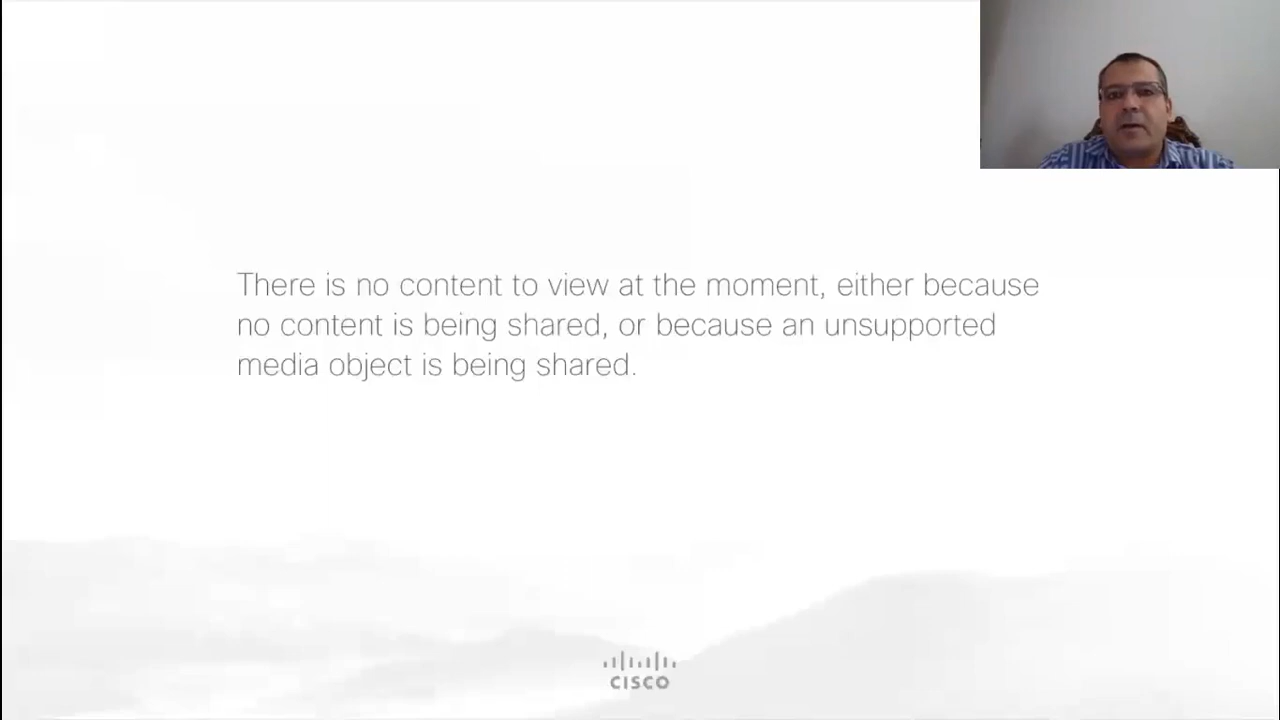 There is no content to view at the moment, either because
no content is being shared, or because an unsupported
media object is being shared.
CISCO